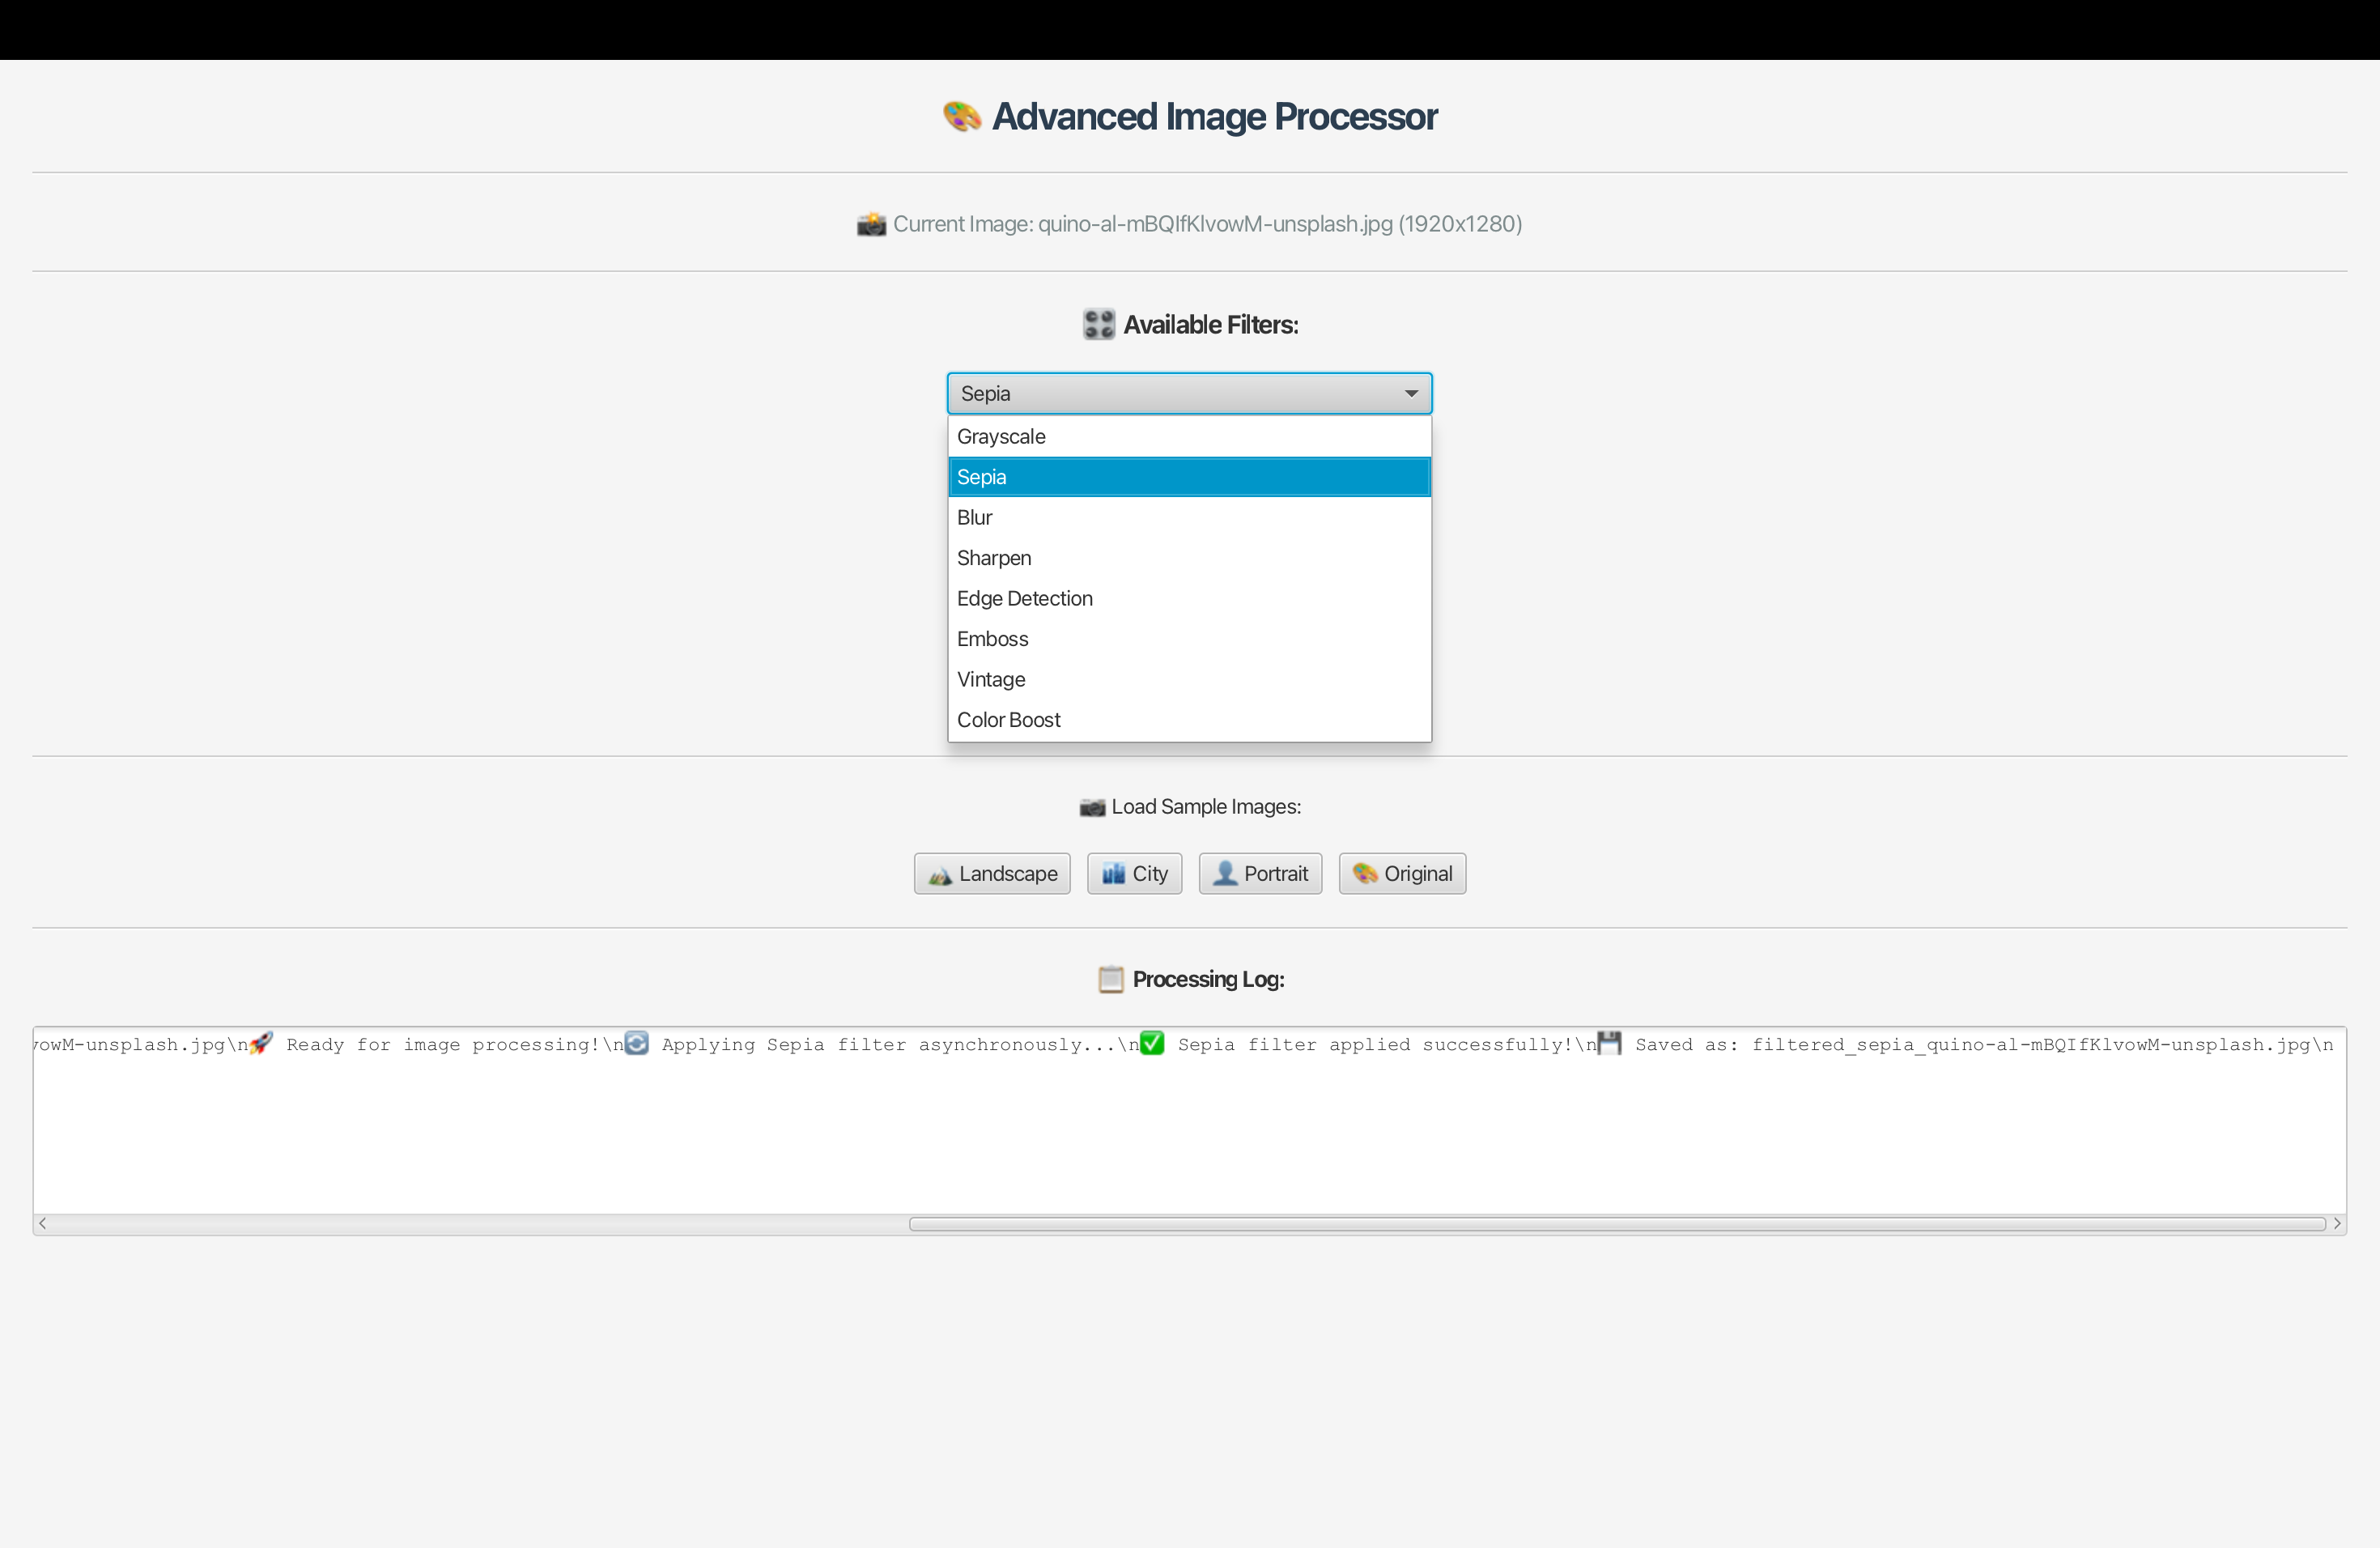 🎨 Advanced Image Processor
📸 Current Image: quino-al-mBQIfKlvowM-unsplash.jpg (1920x1280)
🎛️ Available Filters:
Sepia
Grayscale
Sepia
Blur
Sharpen
Edge Detection
Emboss
Vintage
Color Boost
📷 Load Sample Images:
🏔️ Landscape 🏙️ City 👤 Portrait 🎨 Original
📋 Processing Log:
vowM-unsplash.jpg\n🚀 Ready for image processing!\n🔄 Applying Sepia filter asynchronously...\n✅ Sepia filter applied successfully!\n💾 Saved as: filtered_sepia_quino-al-mBQIfKlvowM-unsplash.jpg\n